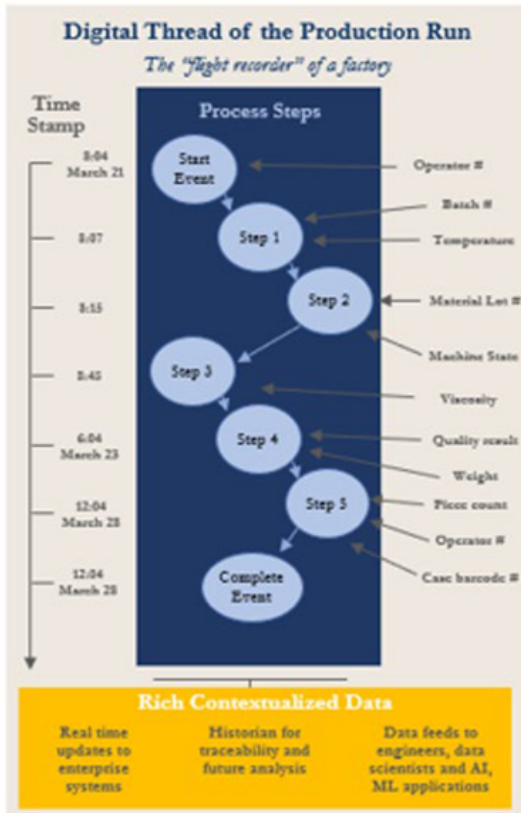 Digital Thread of the Production Run
The "flight recorder" of a factory
Time
Stamp
Process Steps
8:04
March 21
Start
Event
Operator #
Batch #
8:07
Step 1
Temperature
8:15
Step 2
Material Lot #
Machine State
8:45
Step 3
Viscosity
6:04
March 23
Step 4
Quality result
Weight
12:04
March 28
Step 5
Piece count
Operator #
Case barcode #
12:04
March 28
Complete
Event
Rich Contextualized Data
Real time
updates to
enterprise
systems
Historian for
traceability and
future analysis
Data feeds to
engineers, data
scientists and AI,
ML applications